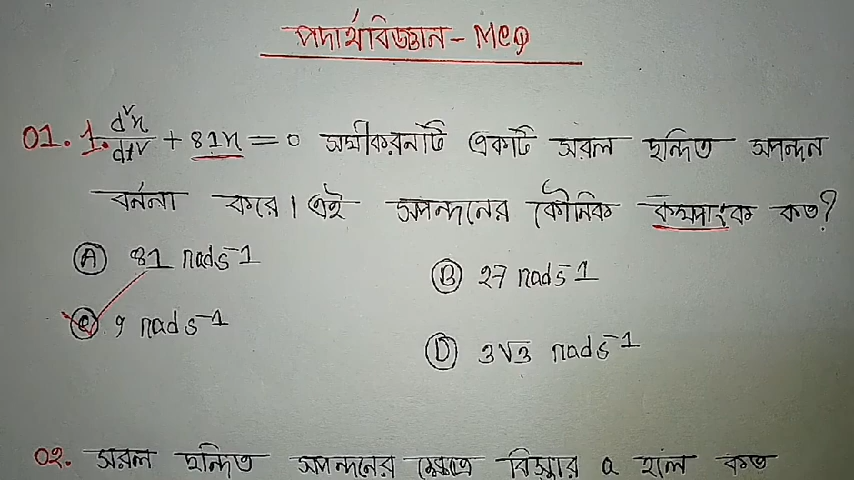 পদার্থবিজ্ঞান - MCQ
01. 1. d²x/dt² + 81x = 0 সমীকরনটি একটি সরল ছন্দিত স্পন্দন
বর্ননা করে। এই স্পন্দনের কৌনিক কম্পাংক কত?
(A) 81 rads⁻¹
(B) 27 rads⁻¹
(C) 9 rads⁻¹
(D) 3√3 rads⁻¹
02. সরল ছন্দিত স্পন্দনের ক্ষেত্রে বিস্তার a হলে কত